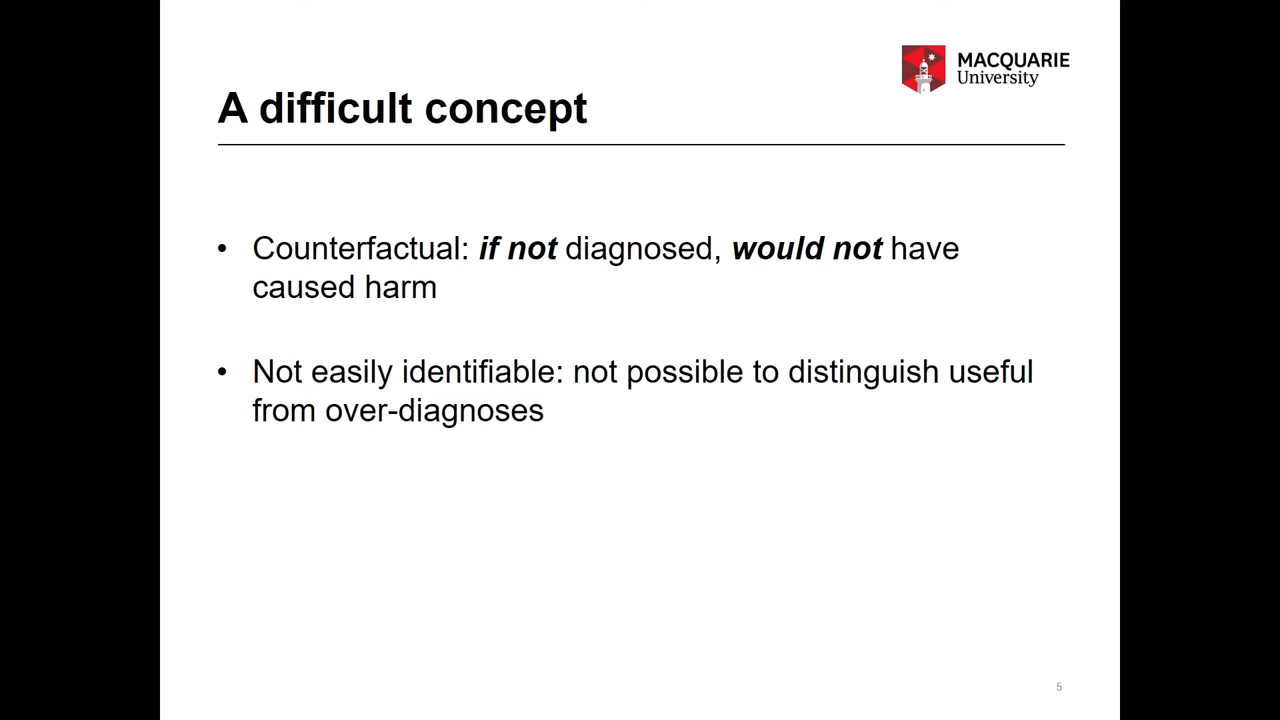 MACQUARIE
University
A difficult concept
• Counterfactual: if not diagnosed, would not have
caused harm
• Not easily identifiable: not possible to distinguish useful
from over-diagnoses
5